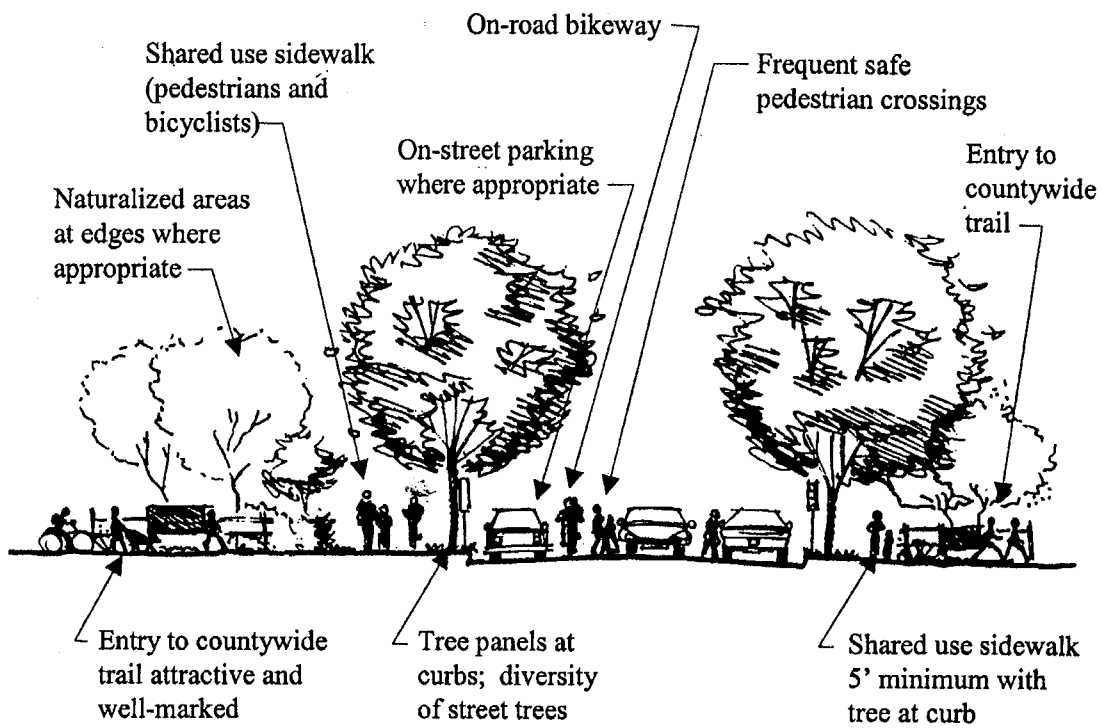 On-road bikeway
Shared use sidewalk
(pedestrians and
bicyclists)
Frequent safe
pedestrian crossings
On-street parking
where appropriate
Entry to
countywide
trail
Naturalized areas
at edges where
appropriate
Entry to countywide
trail attractive and
well-marked
Tree panels at
curbs; diversity
of street trees
Shared use sidewalk
5' minimum with
tree at curb